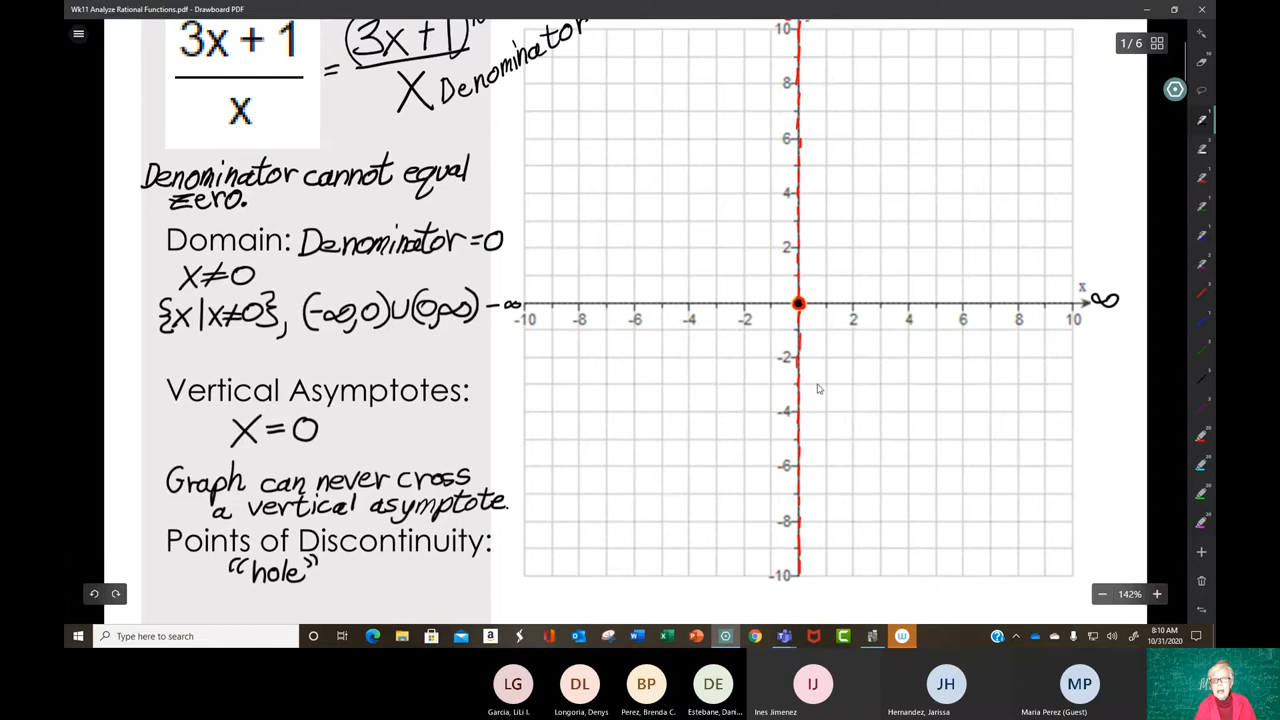 Wk11 Analyze Rational Functions.pdf - Drawboard PDF
1 / 6
3x + 1
x
= (3x + 1)
X Denominator
Denominator cannot equal
zero.
Domain: Denominator = 0
X≠0
{x|x≠0}, (-∞,0)∪(0,∞)
Vertical Asymptotes:
X = 0
Graph can never cross
a vertical asymptote.
Points of Discontinuity:
"hole"
10
8
6
4
2
-∞ x ∞
-10 -8 -6 -4 -2 2 4 6 8 10
-2
-4
-6
-8
-10
142%
Type here to search
8:10 AM
10/31/2020
LG DL BP DE IJ JH MP
Garcia, LiLi I. Longoria, Denys Perez, Brenda C. Estebane, Dani... Ines Jimenez Hernandez, Jarissa Maria Perez (Guest)